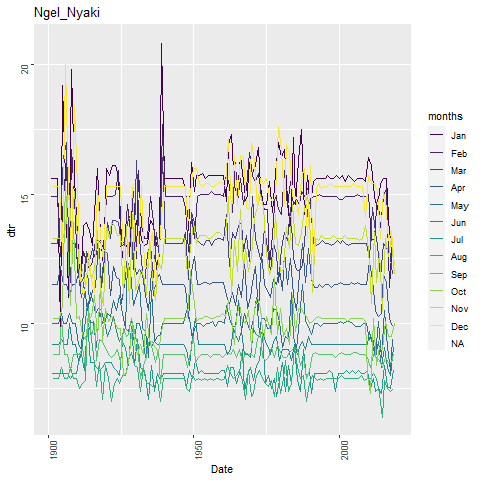 Ngel_Nyaki
dtr
20
15
10
1900
1950
2000
Date
months
Jan
Feb
Mar
Apr
May
Jun
Jul
Aug
Sep
Oct
Nov
Dec
NA